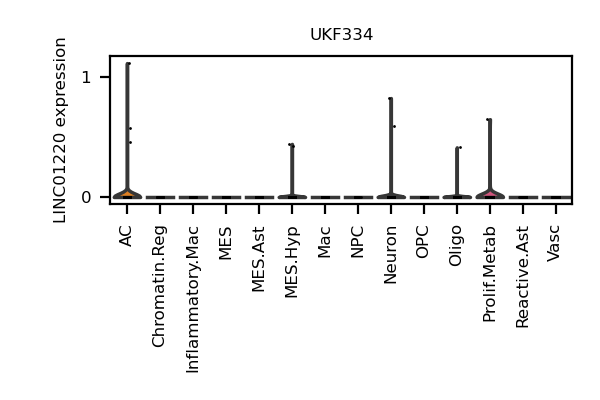 UKF334
LINC01220 expression
1
0
AC
Chromatin.Reg
Inflammatory.Mac
MES
MES.Ast
MES.Hyp
Mac
NPC
Neuron
OPC
Oligo
Prolif.Metab
Reactive.Ast
Vasc